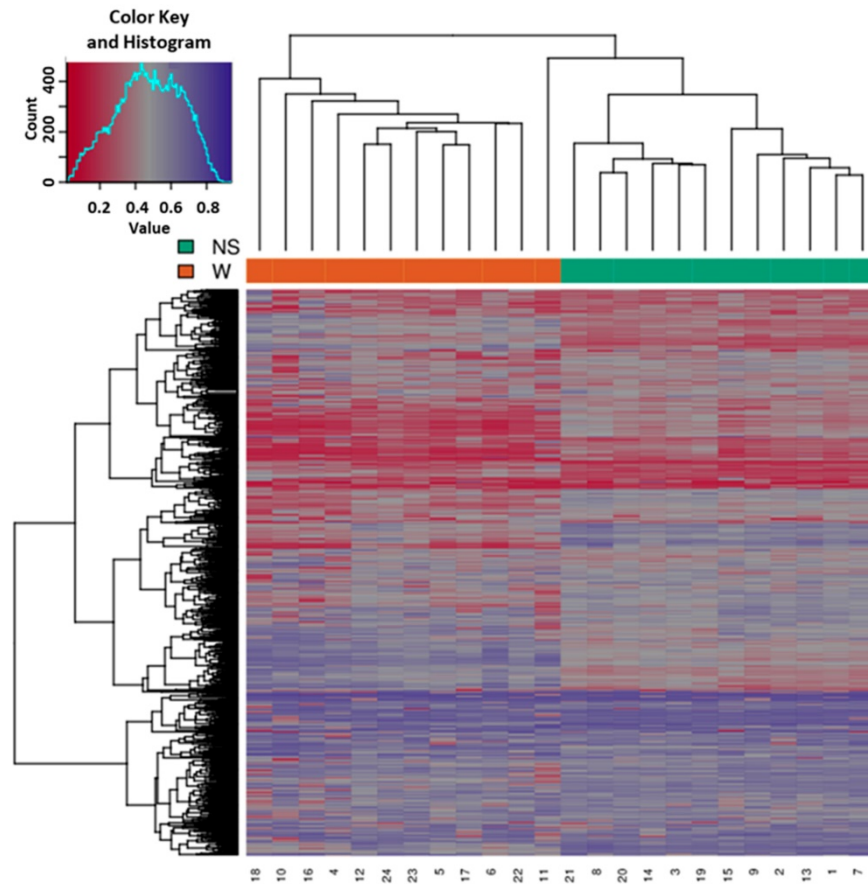 Color Key
and Histogram
Count
0 200 400
0.2 0.4 0.6 0.8
Value
NS
W
18 10 16 4 12 24 23 5 17 6 22 11 21 8 20 14 3 19 15 9 2 13 1 7